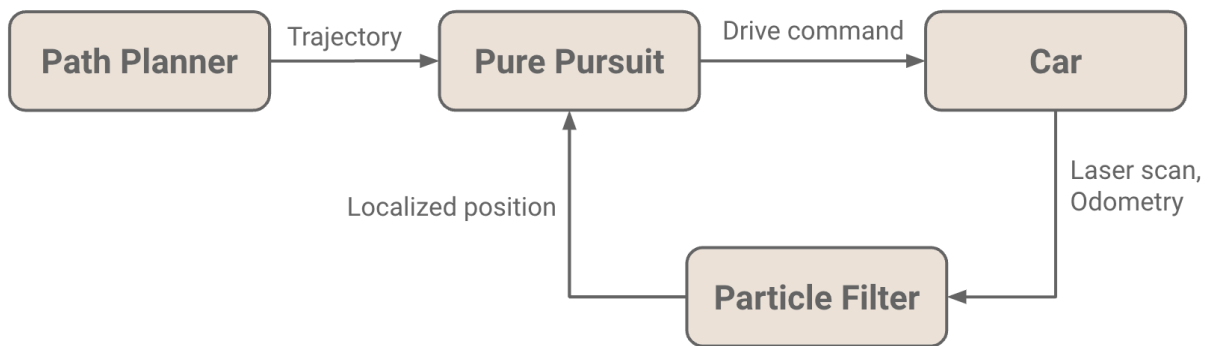 Trajectory
Drive command
Path Planner
Pure Pursuit
Car
Laser scan,
Odometry
Localized position
Particle Filter